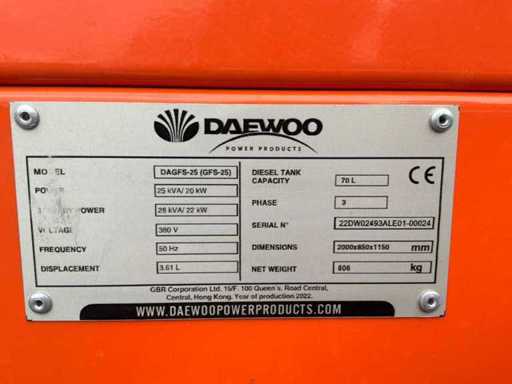 DAEWOO
POWER PRODUCTS
MODEL DAGFS-25 (GFS-25)
POWER 25 kVA/ 20 kW
STANDBY POWER 28 kVA/ 22 kW
VOLTAGE 380 V
FREQUENCY 50 Hz
DISPLACEMENT 3.61 L
DIESEL TANK
CAPACITY 70 L
CE
PHASE 3
SERIAL N° 22DW02493ALE01-00024
DIMENSIONS 2000x850x1150 mm
NET WEIGHT 806 kg
GBR Corporation Ltd. 15/F. 100 Queen's, Road Central,
Central, Hong Kong. Year of production 2022.
WWW.DAEWOOPOWERPRODUCTS.COM